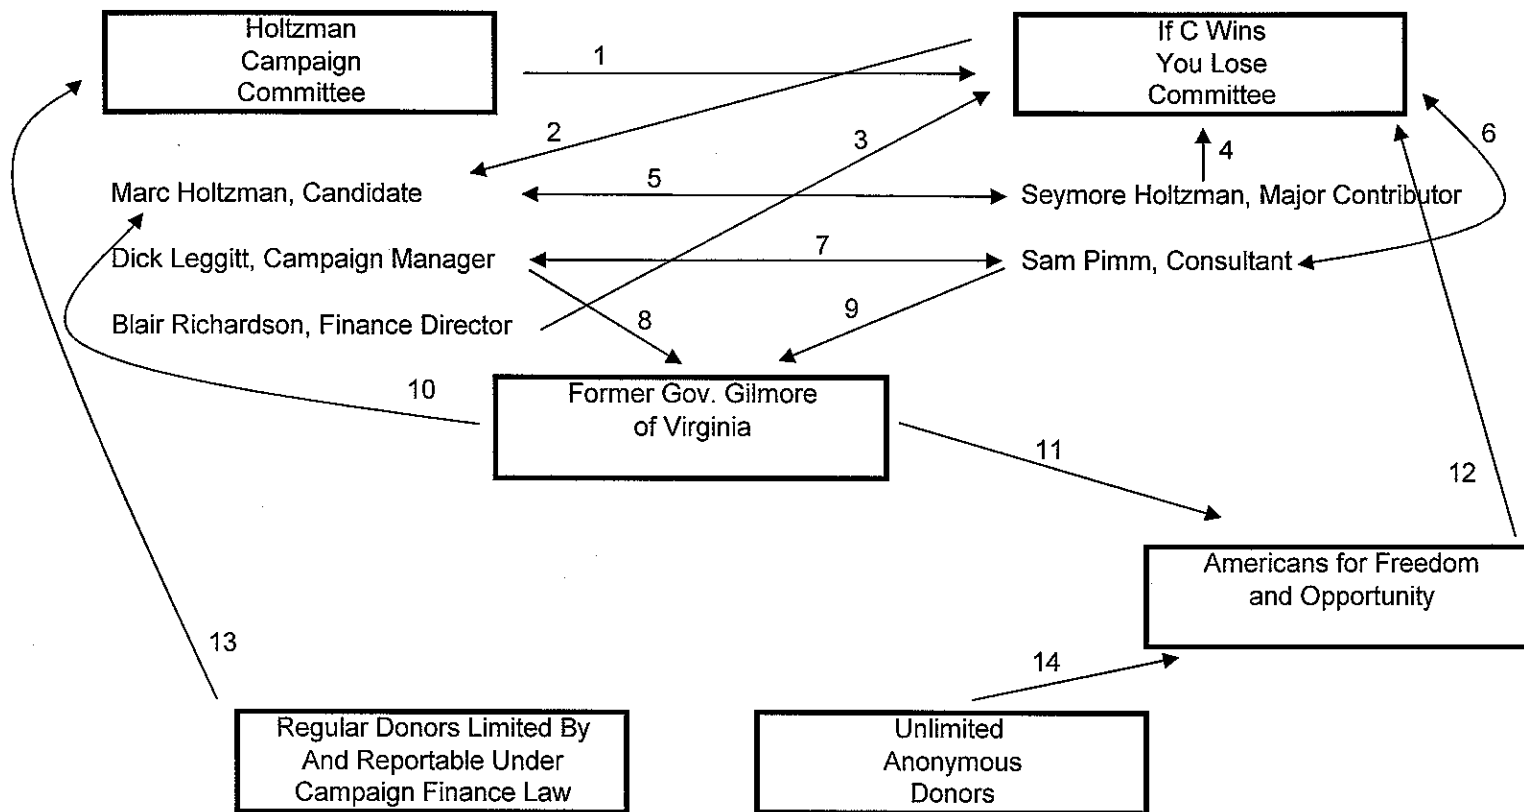 Holtzman
Campaign
Committee
If C Wins
You Lose
Committee
1
2
3
4
6
5
Marc Holtzman, Candidate
Seymore Holtzman, Major Contributor
7
Dick Leggitt, Campaign Manager
Sam Pimm, Consultant
8
9
Blair Richardson, Finance Director
10
Former Gov. Gilmore
of Virginia
11
12
Americans for Freedom
and Opportunity
13
14
Regular Donors Limited By
And Reportable Under
Campaign Finance Law
Unlimited
Anonymous
Donors